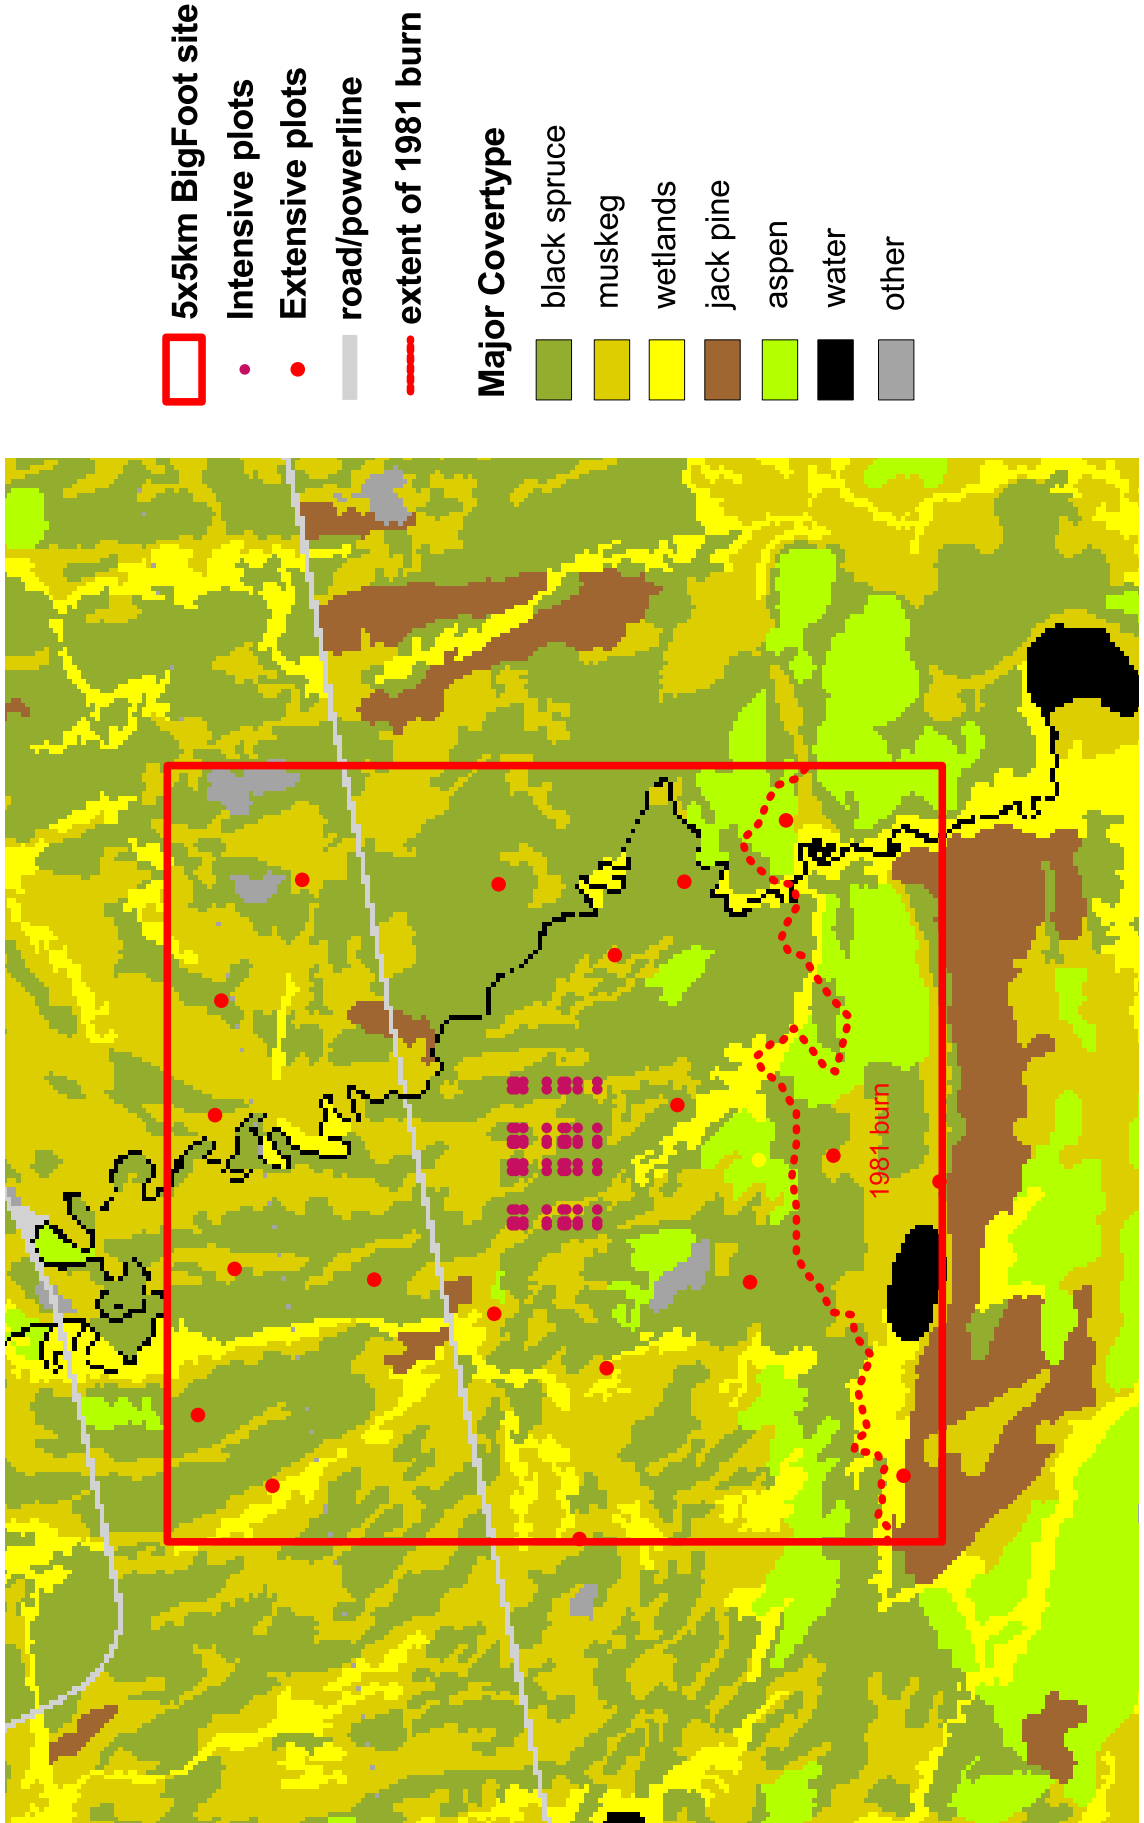 5x5km BigFoot site
Intensive plots
Extensive plots
road/powerline
extent of 1981 burn
Major Covertype
black spruce
muskeg
wetlands
jack pine
aspen
water
other
1981 burn